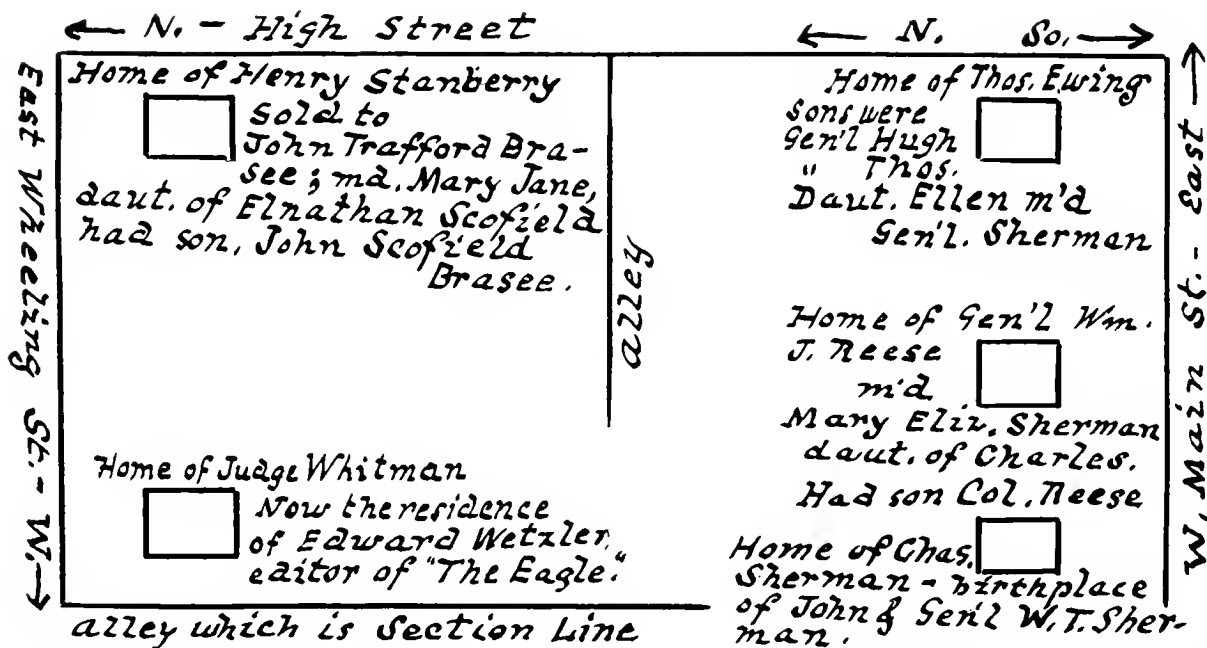 ← N. - High Street
← N. So. →
East Wheeling St. - W. →
Home of Henry Stanberry
Sold to
John Trafford Bra-
see; md. Mary Jane,
daut. of Elnathan Scofield
had son, John Scofield
Brasee.
alley
Home of Thos. Ewing
sons were
Gen'l Hugh
" Thos.
Daut. Ellen m'd
Gen'l. Sherman
W. Main St. - East →
Home of Gen'l Wm.
J. Reese
m'd
Mary Eliz. Sherman
daut. of Charles.
Had son Col. Reese
Home of Judge Whitman
Now the residence
of Edward Wetzler,
editor of "The Eagle."
Home of Chas.
Sherman - birthplace
of John & Gen'l W.T. Sher-
man.
alley which is Section Line